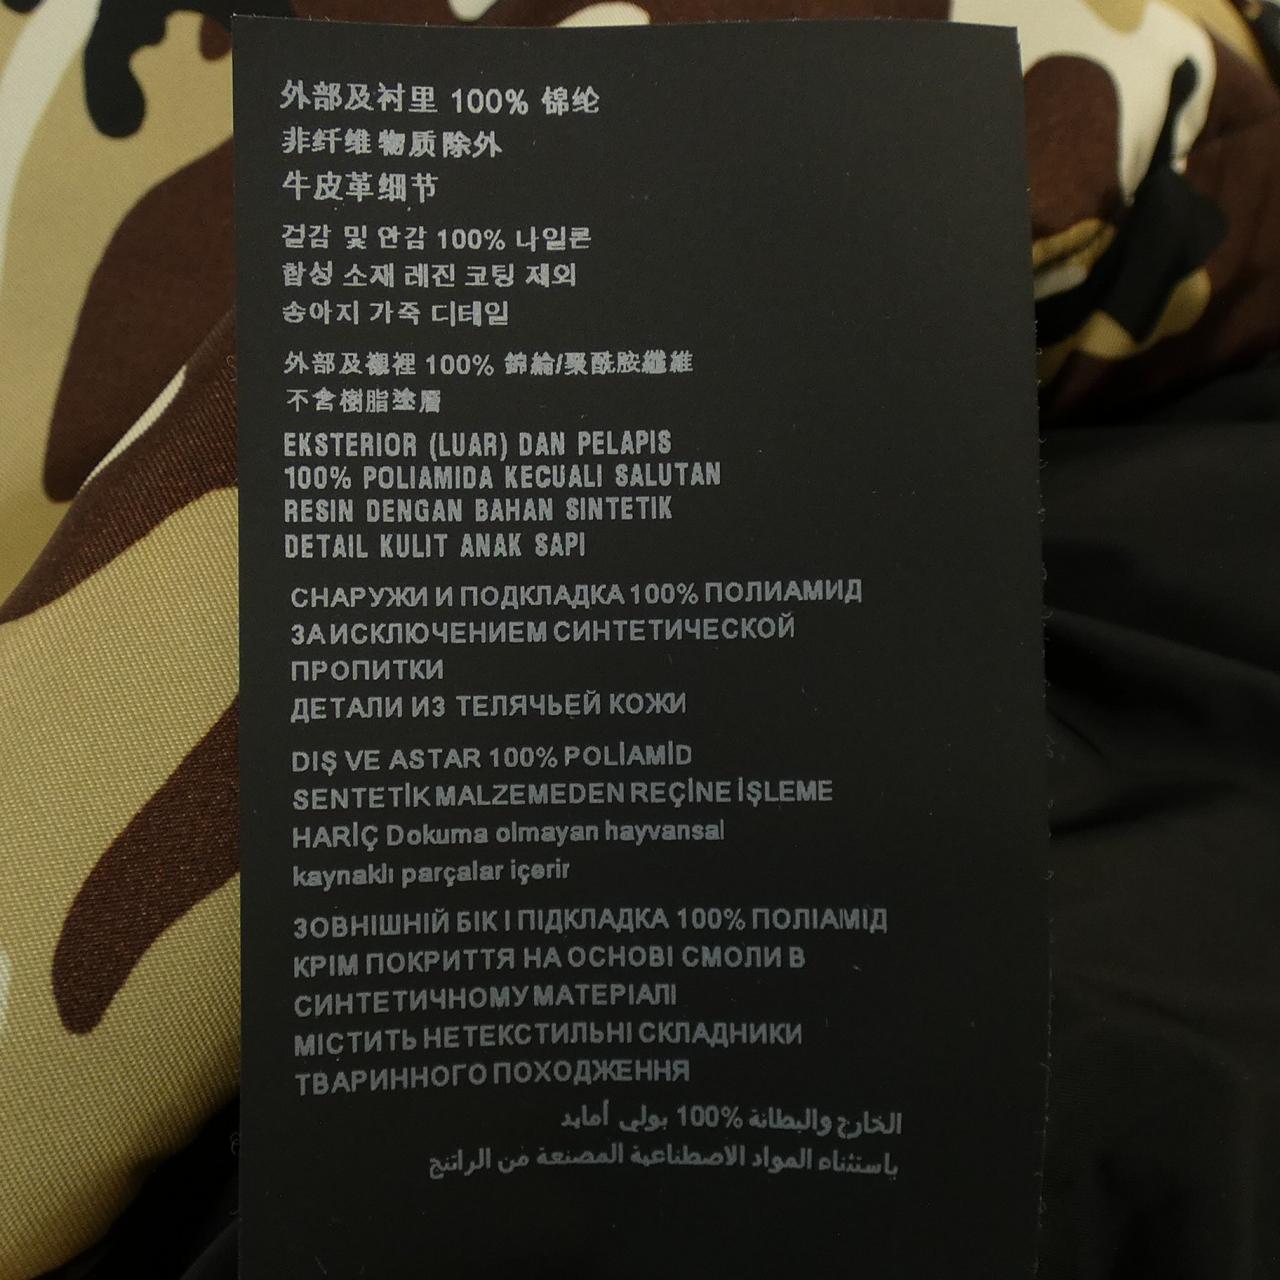 外部及衬里 100% 锦纶
非纤维物质除外
牛皮革细节
겉감 및 안감 100% 나일론
합성 소재 레진 코팅 제외
송아지 가죽 디테일
外部及襯裡 100% 錦綸/聚酰胺纖維
不含樹脂塗層
EKSTERIOR (LUAR) DAN PELAPIS
100% POLIAMIDA KECUALI SALUTAN
RESIN DENGAN BAHAN SINTETIK
DETAIL KULIT ANAK SAPI
СНАРУЖИ И ПОДКЛАДКА 100% ПОЛИАМИД
ЗА ИСКЛЮЧЕНИЕМ СИНТЕТИЧЕСКОЙ
ПРОПИТКИ
ДЕТАЛИ ИЗ ТЕЛЯЧЬЕЙ КОЖИ
DIŞ VE ASTAR 100% POLİAMİD
SENTETİK MALZEMEDEN REÇİNE İŞLEME
HARİÇ Dokuma olmayan hayvansal
kaynaklı parçalar içerir
ЗОВНІШНІЙ БІК І ПІДКЛАДКА 100% ПОЛІАМІД
КРІМ ПОКРИТТЯ НА ОСНОВІ СМОЛИ В
СИНТЕТИЧНОМУ МАТЕРІАЛІ
МІСТИТЬ НЕТЕКСТИЛЬНІ СКЛАДНИКИ
ТВАРИННОГО ПОХОДЖЕННЯ
الخارج والبطانة %100 بولي أمايد
باستثناء المواد الاصطناعية المصنعة من الراتنج